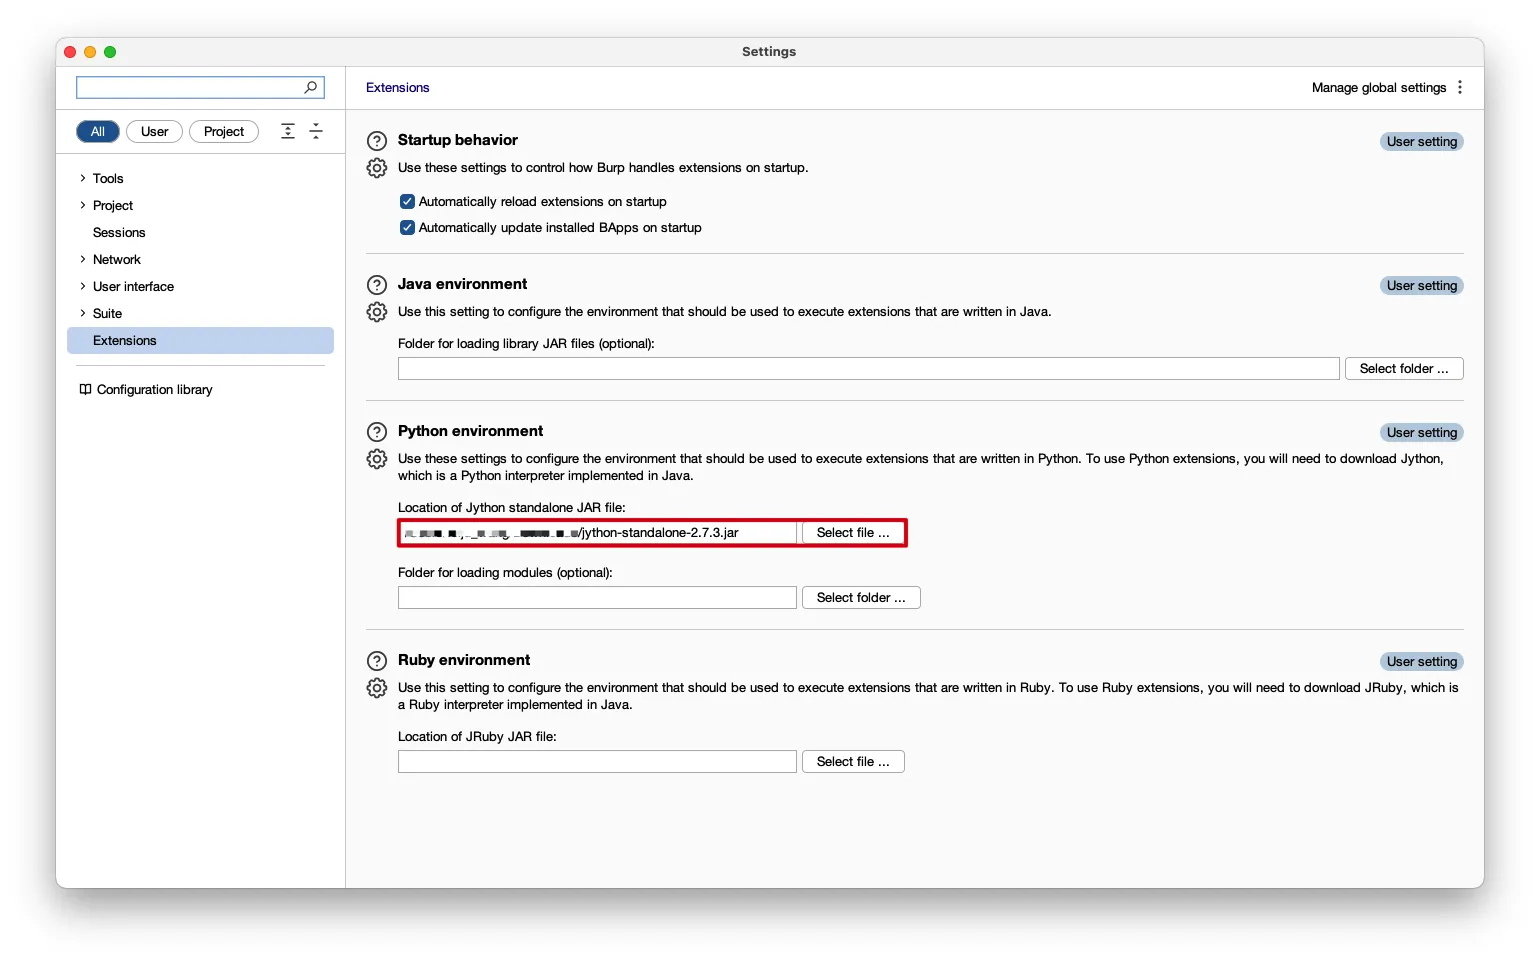 Settings
Extensions
Manage global settings
All
User
Project
Tools
Project
Sessions
Network
User interface
Suite
Extensions
Configuration library
Startup behavior
User setting
Use these settings to control how Burp handles extensions on startup.
Automatically reload extensions on startup
Automatically update installed BApps on startup
Java environment
User setting
Use this setting to configure the environment that should be used to execute extensions that are written in Java.
Folder for loading library JAR files (optional):
Select folder ...
Python environment
User setting
Use these settings to configure the environment that should be used to execute extensions that are written in Python. To use Python extensions, you will need to download Jython,
which is a Python interpreter implemented in Java.
Location of Jython standalone JAR file:
/jython-standalone-2.7.3.jar
Select file ...
Folder for loading modules (optional):
Select folder ...
Ruby environment
User setting
Use this setting to configure the environment that should be used to execute extensions that are written in Ruby. To use Ruby extensions, you will need to download JRuby, which is
a Ruby interpreter implemented in Java.
Location of JRuby JAR file:
Select file ...